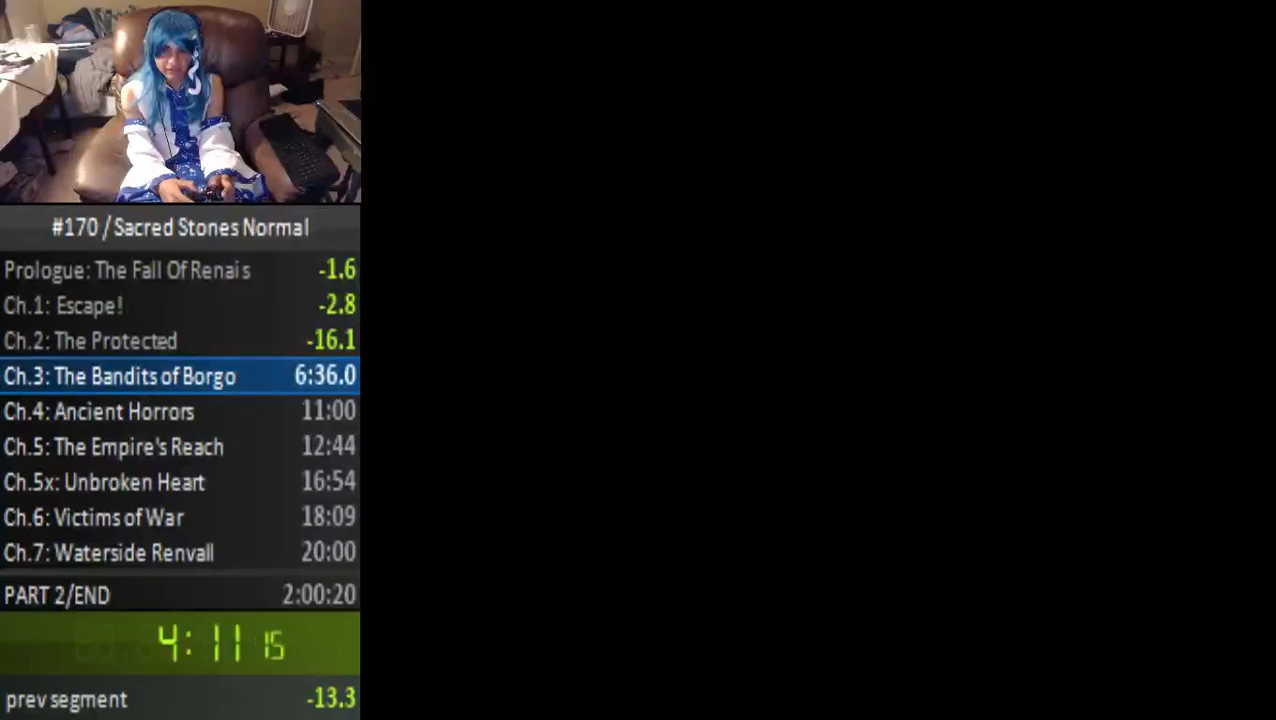 #170 / Sacred Stones Normal
Prologue: The Fall Of Renais -1.6
Ch.1: Escape! -2.8
Ch.2: The Protected -16.1
Ch.3: The Bandits of Borgo 6:36.0
Ch.4: Ancient Horrors 11:00
Ch.5: The Empire's Reach 12:44
Ch.5x: Unbroken Heart 16:54
Ch.6: Victims of War 18:09
Ch.7: Waterside Renvall 20:00
PART 2/END 2:00:20
4:11 15
prev segment -13.3